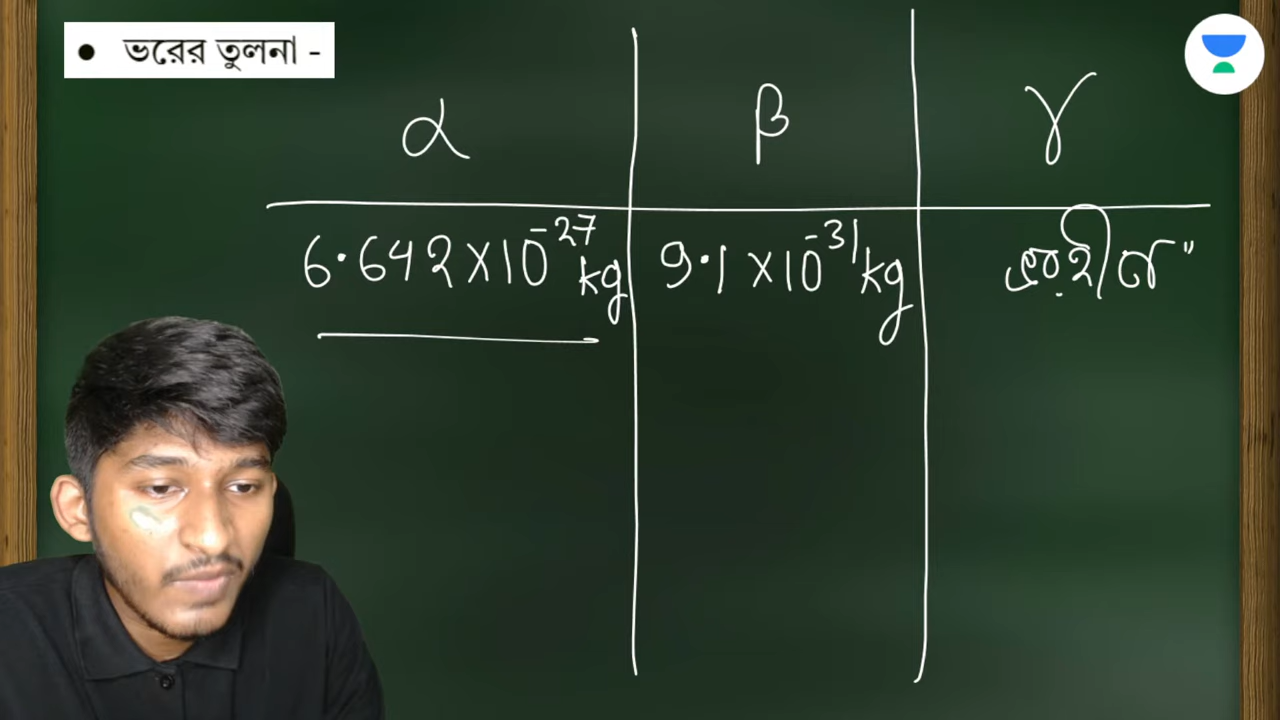 • ভরের তুলনা -
α β γ
6.642×10⁻²⁷ kg 9.1×10⁻³¹ kg ভরহীন"